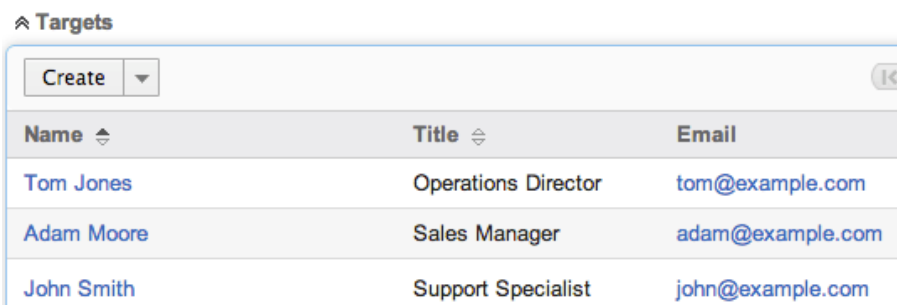 Targets
Create
Name Title Email
Tom Jones Operations Director tom@example.com
Adam Moore Sales Manager adam@example.com
John Smith Support Specialist john@example.com